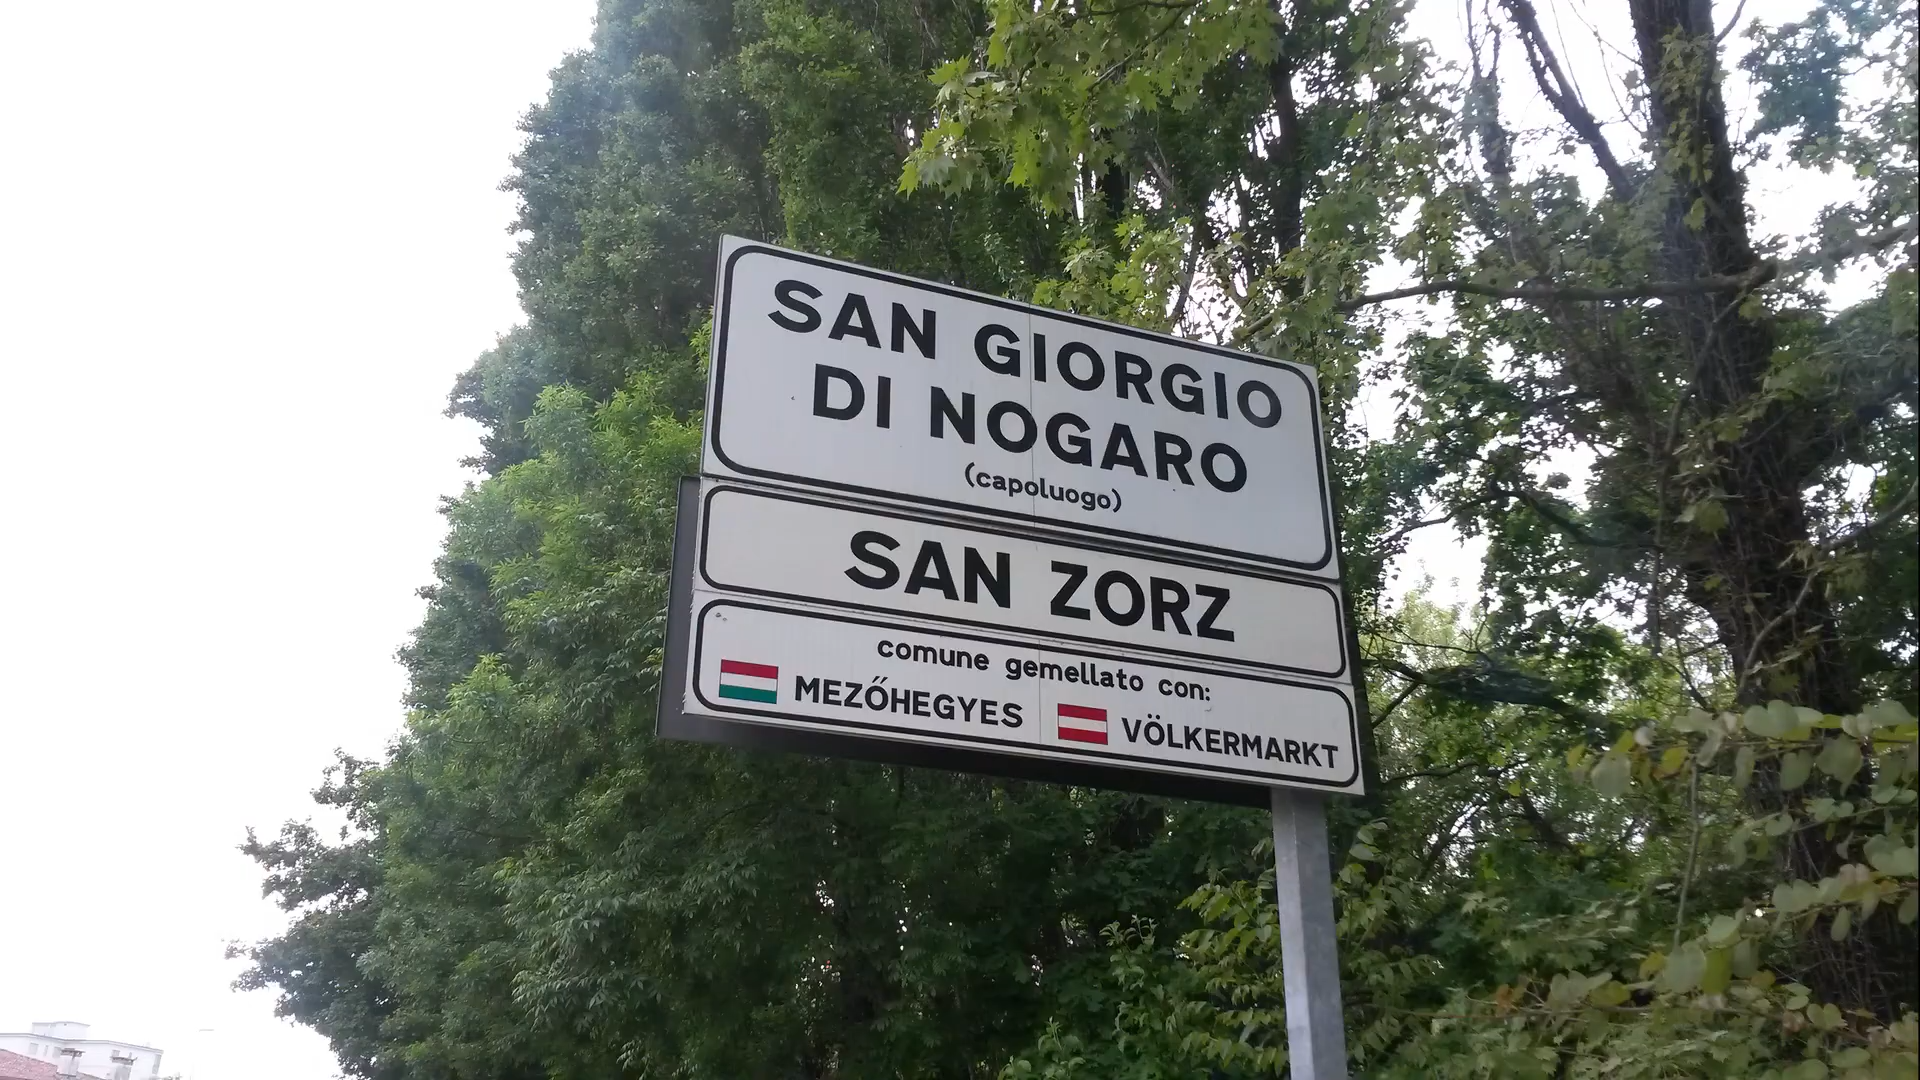 SAN GIORGIO
DI NOGARO
(capoluogo)
SAN ZORZ
comune gemellato con:
MEZŐHEGYES VÖLKERMARKT